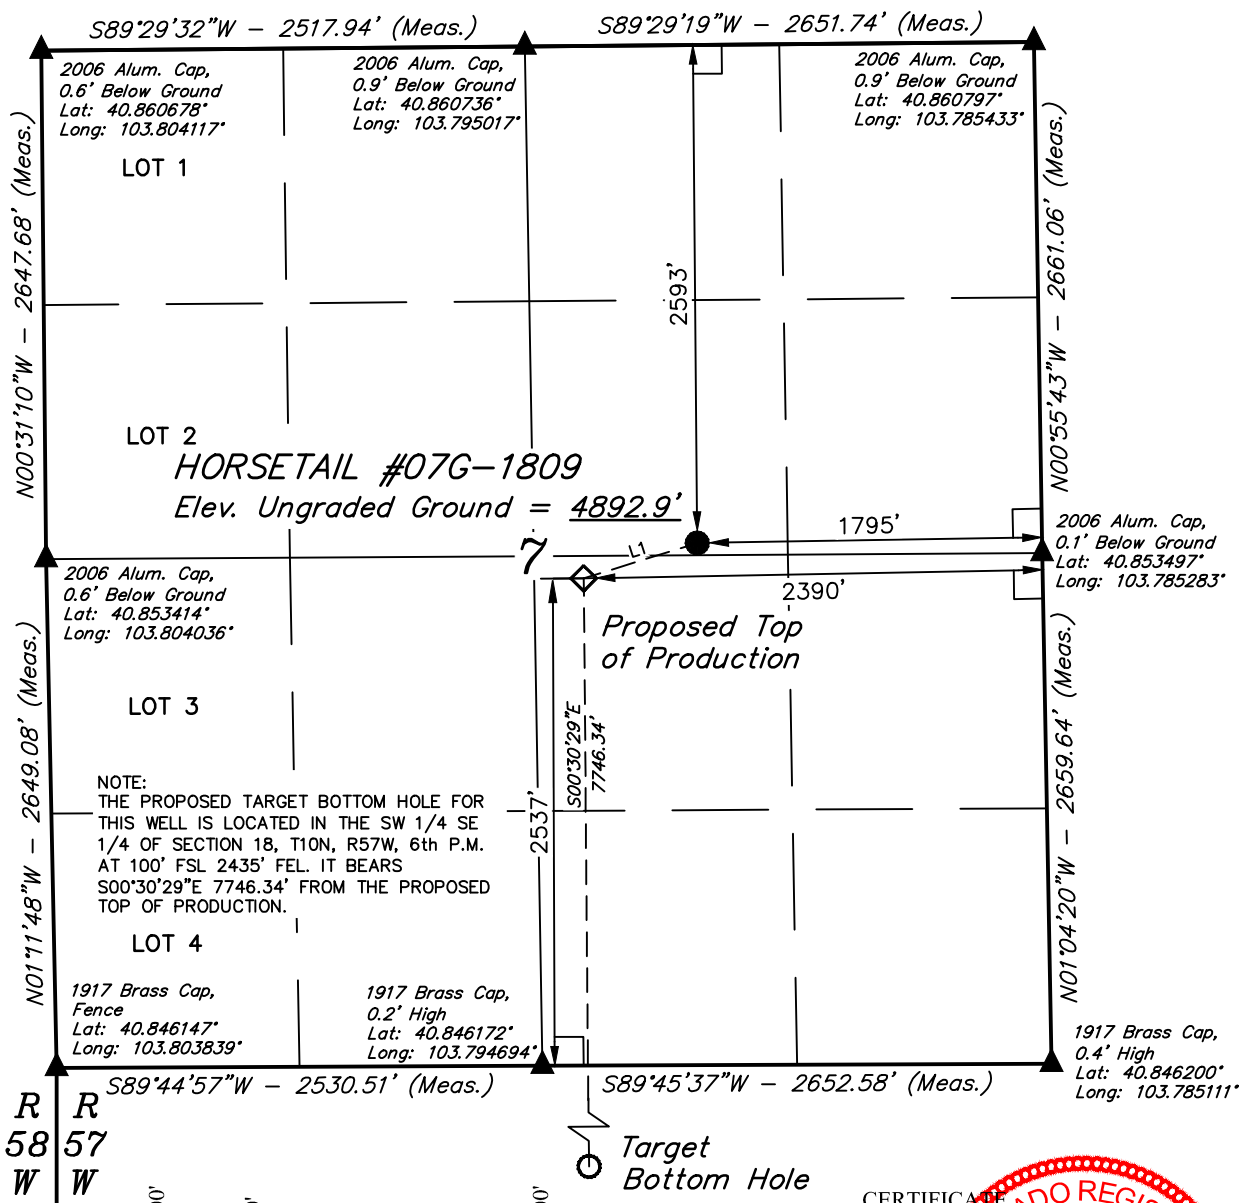 S89°29'32"W - 2517.94' (Meas.)
S89°29'19"W - 2651.74' (Meas.)
2006 Alum. Cap,
0.6' Below Ground
Lat: 40.860678°
Long: 103.804117°
2006 Alum. Cap,
0.9' Below Ground
Lat: 40.860736°
Long: 103.795017°
2006 Alum. Cap,
0.9' Below Ground
Lat: 40.860797°
Long: 103.785433°
LOT 1
N00°31'10"W - 2647.68' (Meas.)
N00°55'43"W - 2661.06' (Meas.)
2593'
LOT 2
HORSETAIL #07G-1809
Elev. Ungraded Ground = 4892.9'
7
L1
1795'
2006 Alum. Cap,
0.1' Below Ground
Lat: 40.853497°
Long: 103.785283°
2006 Alum. Cap,
0.6' Below Ground
Lat: 40.853414°
Long: 103.804036°
2390'
Proposed Top
of Production
LOT 3
N01°11'48"W - 2649.08' (Meas.)
N01°04'20"W - 2659.64' (Meas.)
S00°30'29"E
7746.34'
2537'
NOTE:
THE PROPOSED TARGET BOTTOM HOLE FOR
THIS WELL IS LOCATED IN THE SW 1/4 SE
1/4 OF SECTION 18, T10N, R57W, 6th P.M.
AT 100' FSL 2435' FEL. IT BEARS
S00°30'29"E 7746.34' FROM THE PROPOSED
TOP OF PRODUCTION.
LOT 4
1917 Brass Cap,
Fence
Lat: 40.846147°
Long: 103.803839°
1917 Brass Cap,
0.2' High
Lat: 40.846172°
Long: 103.794694°
1917 Brass Cap,
0.4' High
Lat: 40.846200°
Long: 103.785111°
S89°44'57"W - 2530.51' (Meas.)
S89°45'37"W - 2652.58' (Meas.)
R R
58 57
W W
Target
Bottom Hole
CERTIFICATE